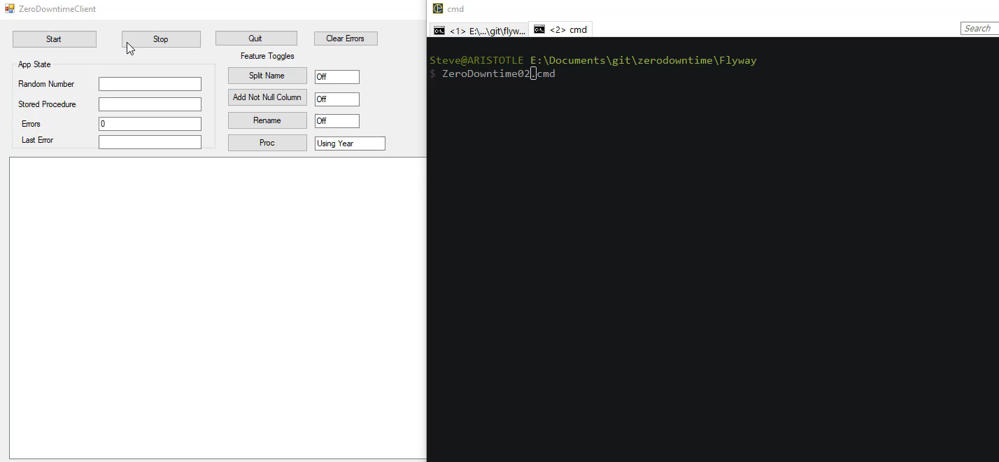 ZeroDowntimeClient
Start
Stop
Quit
Clear Errors
Feature Toggles
App State
Random Number
Stored Procedure
Errors
0
Last Error
Split Name
Off
Add Not Null Column
Off
Rename
Off
Proc
Using Year
cmd
<1> E:\...\git\flyw...
<2> cmd
Search
Steve@ARISTOTLE E:\Documents\git\zerodowntime\Flyway
$ ZeroDowntime02.cmd